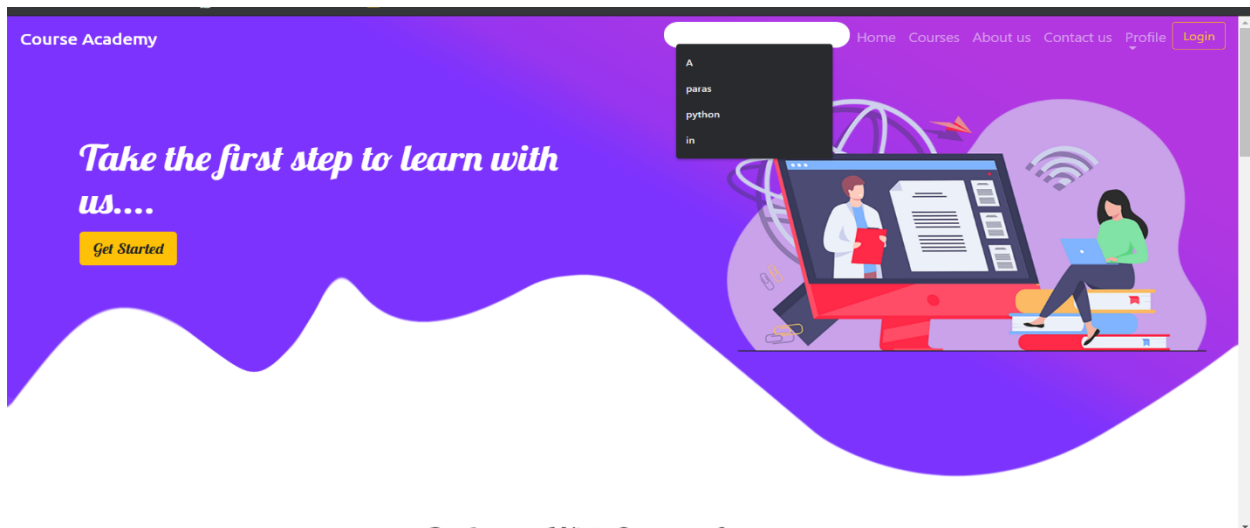 Course Academy
Home Courses About us Contact us Profile Login
A
paras
python
in
Take the first step to learn with
us....
Get Started